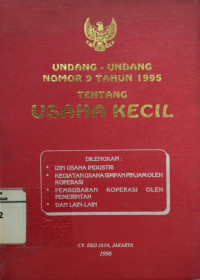 UNDANG - UNDANG
NOMOR 9 TAHUN 1995
TENTANG
USAHA KECIL
DILENGKAPI :
• IZIN USAHA INDUSTRI
• KEGIATAN USAHA SIMPAN PINJAM OLEH
KOPERASI
• PEMBUBARAN KOPERASI OLEH
PEMERINTAH
• DAN LAIN-LAIN
CV. EKO JAYA, JAKARTA
1996